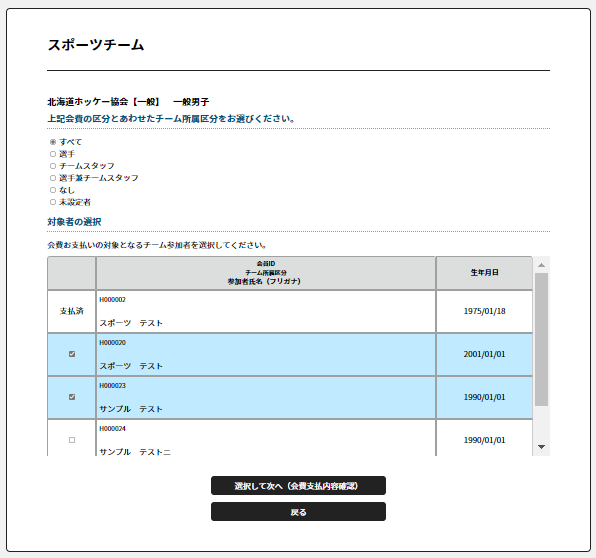 スポーツチーム
北海道ホッケー協会【一般】　一般男子
上記会費の区分とあわせたチーム所属区分をお選びください。
すべて
選手
チームスタッフ
選手兼チームスタッフ
なし
未設定者
対象者の選択
会費お支払いの対象となるチーム参加者を選択してください。
会員ID
チーム所属区分
参加者氏名（フリガナ）
生年月日
支払済
H000002
スポーツ　テスト
1975/01/18
H000020
スポーツ　テスト
2001/01/01
H000023
サンプル　テスト
1990/01/01
H000024
サンプル　テスト二
1990/01/01
選択して次へ（会費支払内容確認）
戻る